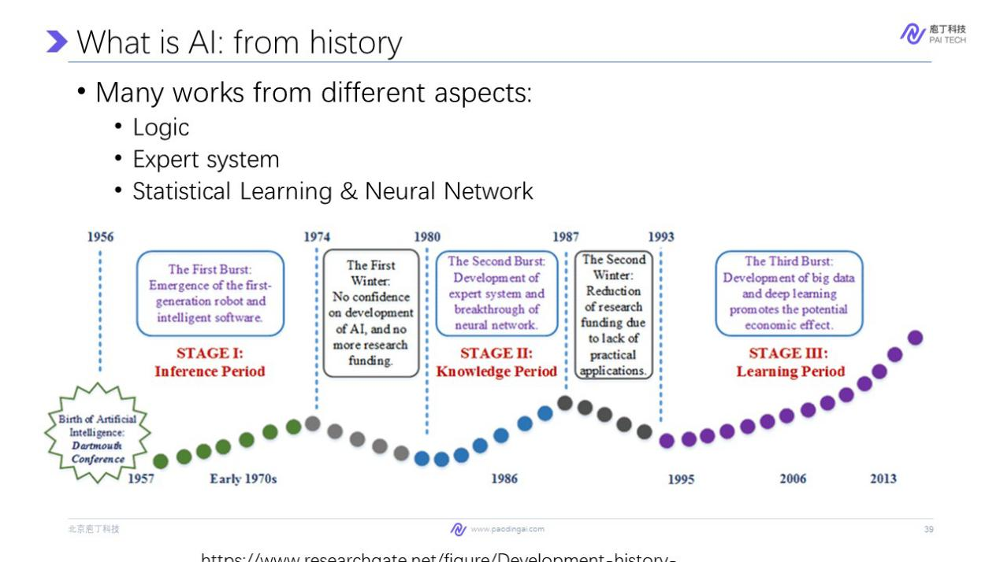 What is AI: from history
庖丁科技
PAI TECH
• Many works from different aspects:
• Logic
• Expert system
• Statistical Learning & Neural Network
1956
1974
1980
1987
1993
The First Burst:
Emergence of the first-
generation robot and
intelligent software.
STAGE I:
Inference Period
The First
Winter:
No confidence
on development
of AI, and no
more research
funding.
The Second Burst:
Development of
expert system and
breakthrough of
neural network.
STAGE II:
Knowledge Period
The Second
Winter:
Reduction
of research
funding due
to lack of
practical
applications.
The Third Burst:
Development of big data
and deep learning
promotes the potential
economic effect.
STAGE III:
Learning Period
Birth of Artificial
Intelligence:
Dartmouth
Conference
1957
Early 1970s
1986
1995
2006
2013
北京庖丁科技
www.paodingai.com
39
https://www.researchgate.net/figure/Development-history-